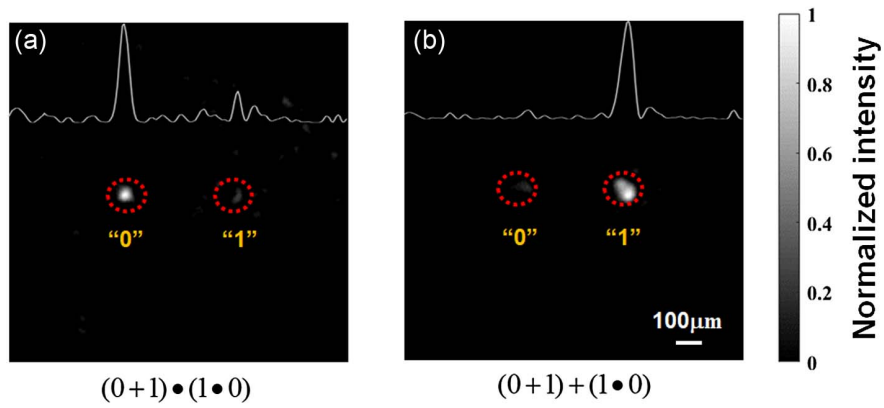 (a)
“0” “1”
(0+1)•(1•0)
(b)
“0” “1”
100μm
(0+1)+(1•0)
1
0.8
0.6
0.4
0.2
0
Normalized intensity